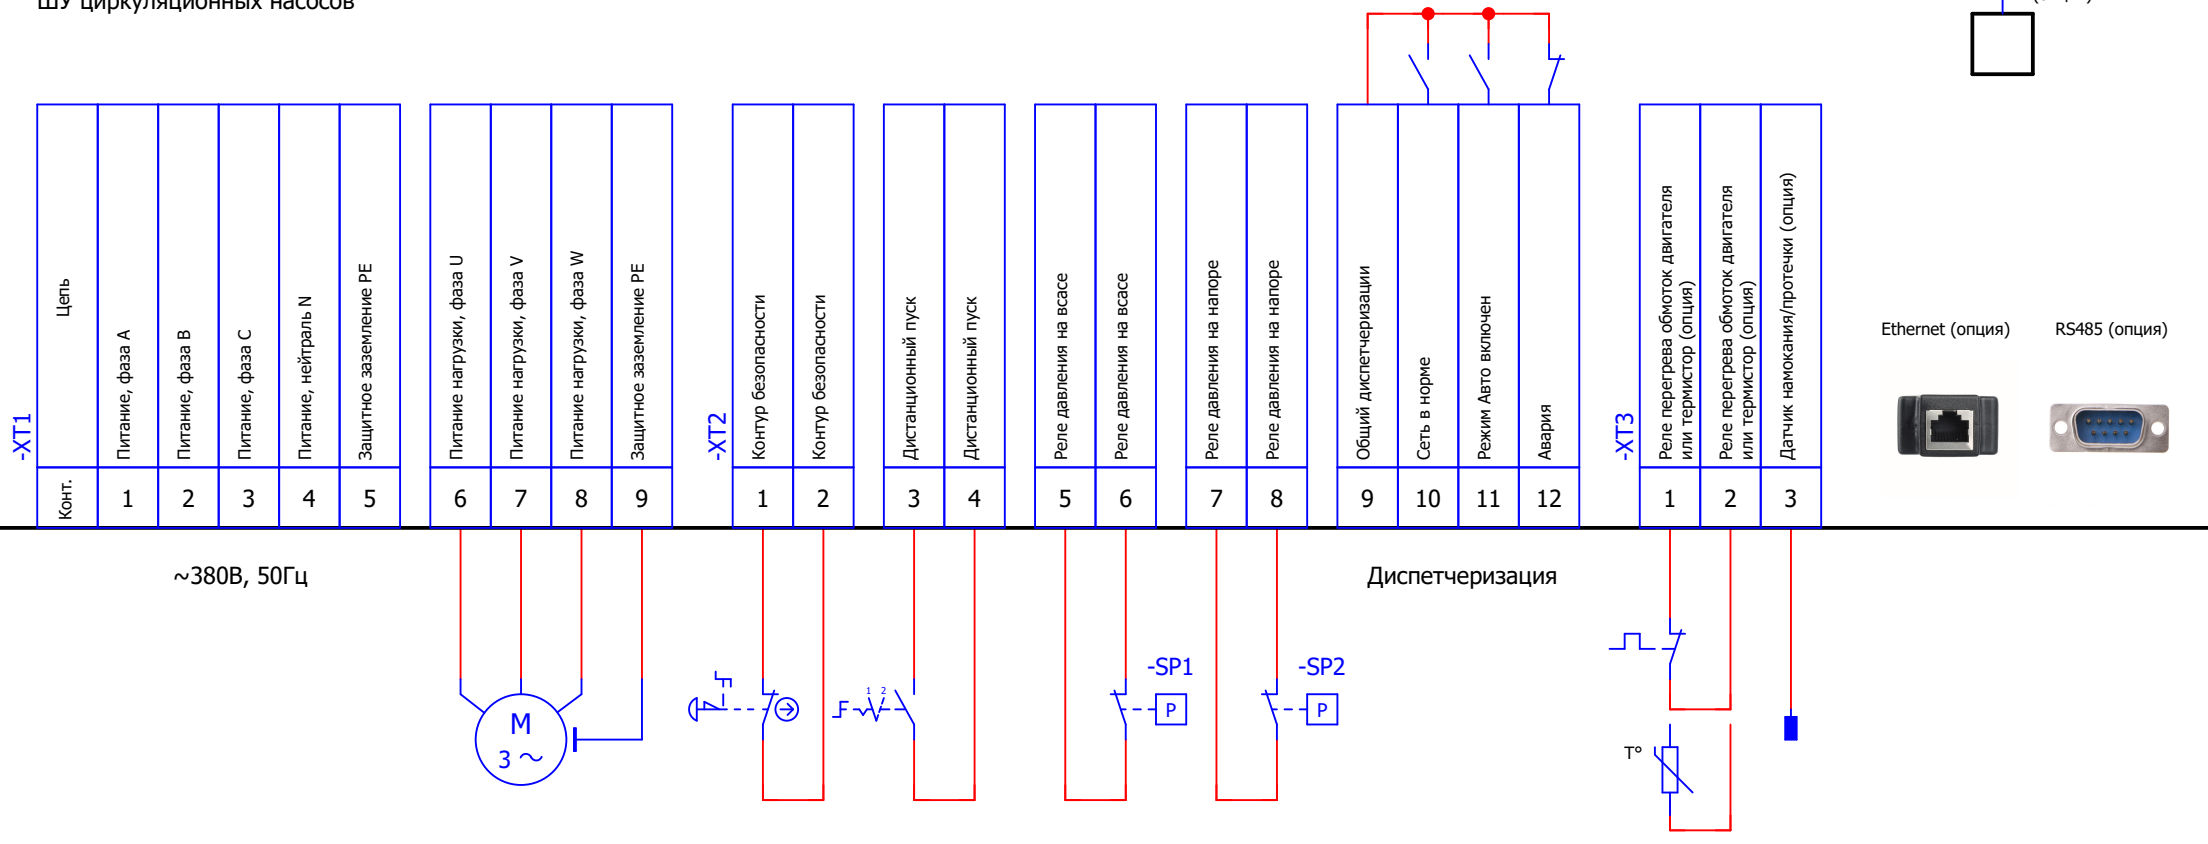 ШУ циркуляционных насосов
-XT1
Цепь
Питание, фаза A
Питание, фаза B
Питание, фаза C
Питание, нейтраль N
Защитное заземление PE
Питание нагрузки, фаза U
Питание нагрузки, фаза V
Питание нагрузки, фаза W
Защитное заземление PE
-XT2
Контур безопасности
Контур безопасности
Дистанционный пуск
Дистанционный пуск
Реле давления на всасе
Реле давления на всасе
Реле давления на напоре
Реле давления на напоре
Общий диспетчеризации
Сеть в норме
Режим Авто включен
Авария
-XT3
Реле перегрева обмоток двигателя
или термистор (опция)
Реле перегрева обмоток двигателя
или термистор (опция)
Датчик намокания/протечки (опция)
Ethernet (опция)
RS485 (опция)
Конт.
1 2 3 4 5 6 7 8 9
1 2 3 4 5 6 7 8 9 10 11 12
1 2 3
~380В, 50Гц
Диспетчеризация
M
3 ~
1 2
-SP1
P
-SP2
P
T°